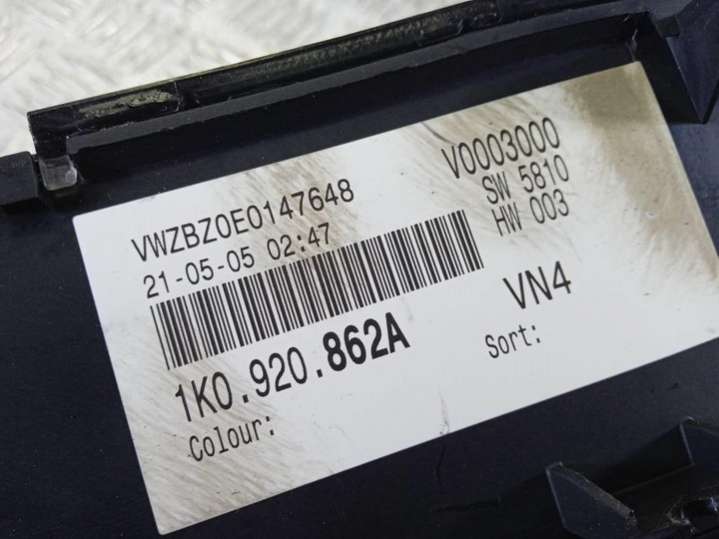 VWZBZ0E0147648
21-05-05 02:47
1K0.920.862A
Colour:
V0003000
SW 5810
HW 003
VN4
Sort: